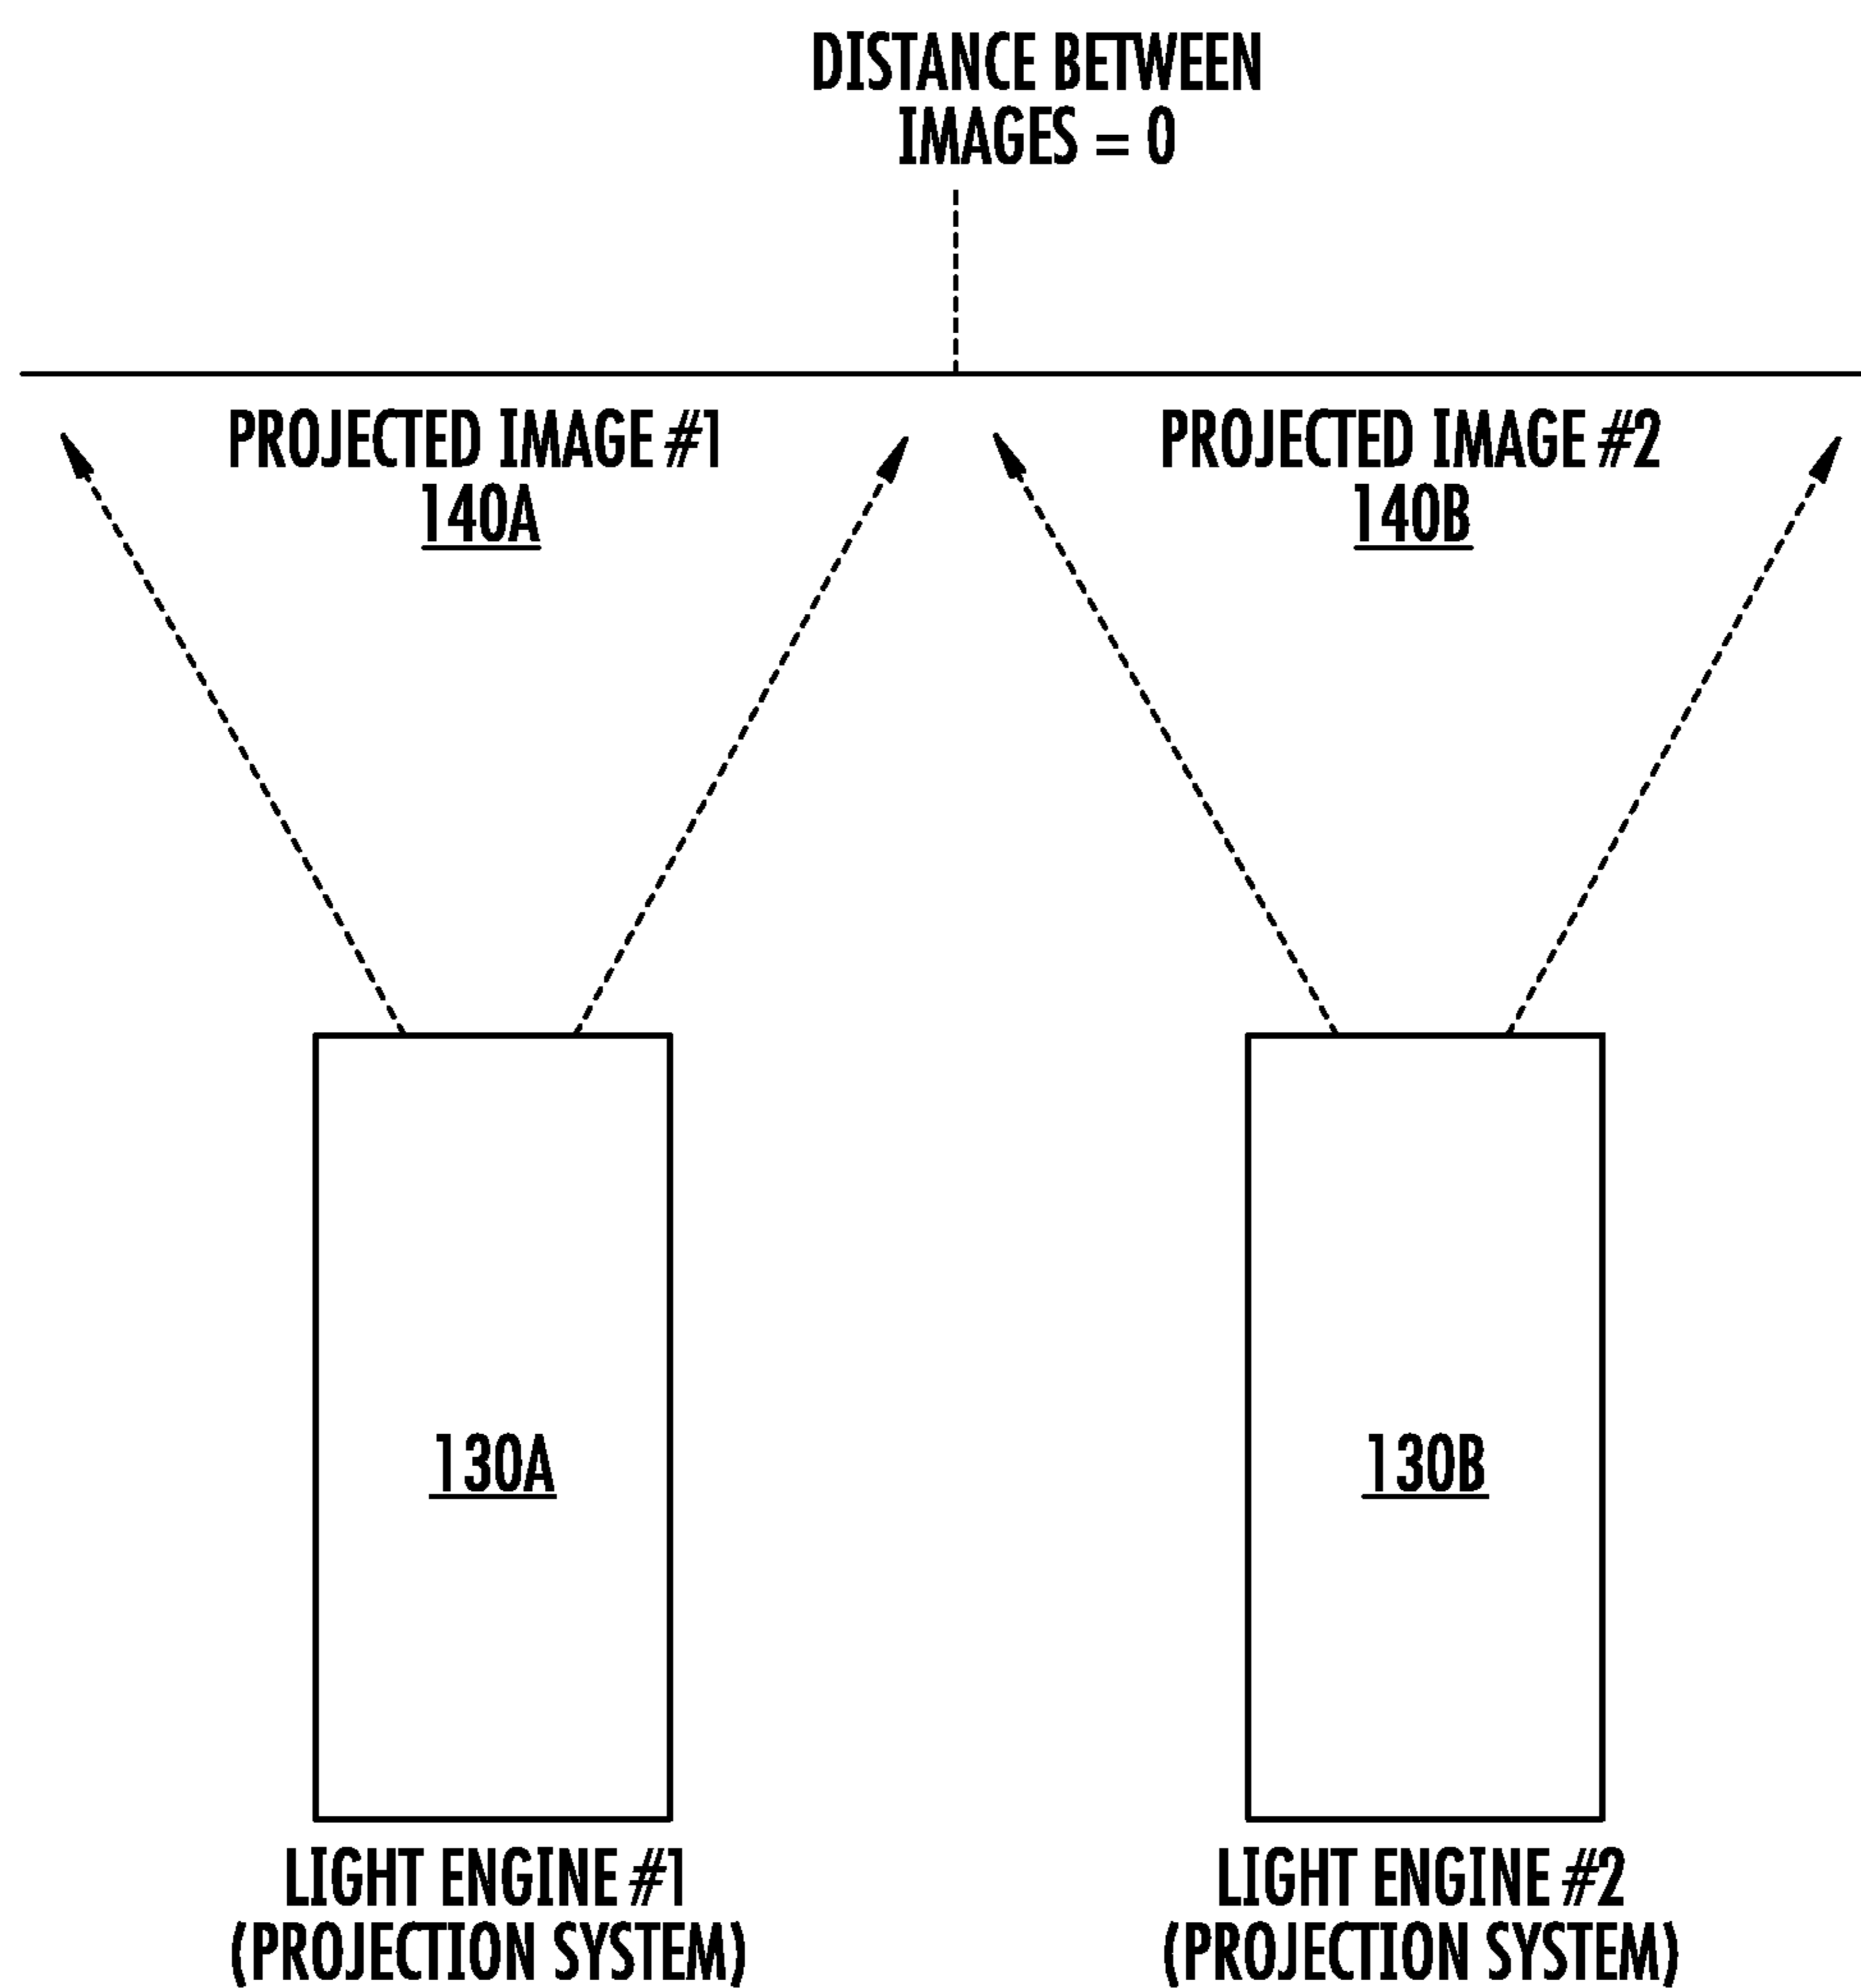 DISTANCE BETWEEN
IMAGES = 0
PROJECTED IMAGE #1
140A
PROJECTED IMAGE #2
140B
130A
130B
LIGHT ENGINE #1
(PROJECTION SYSTEM)
LIGHT ENGINE #2
(PROJECTION SYSTEM)